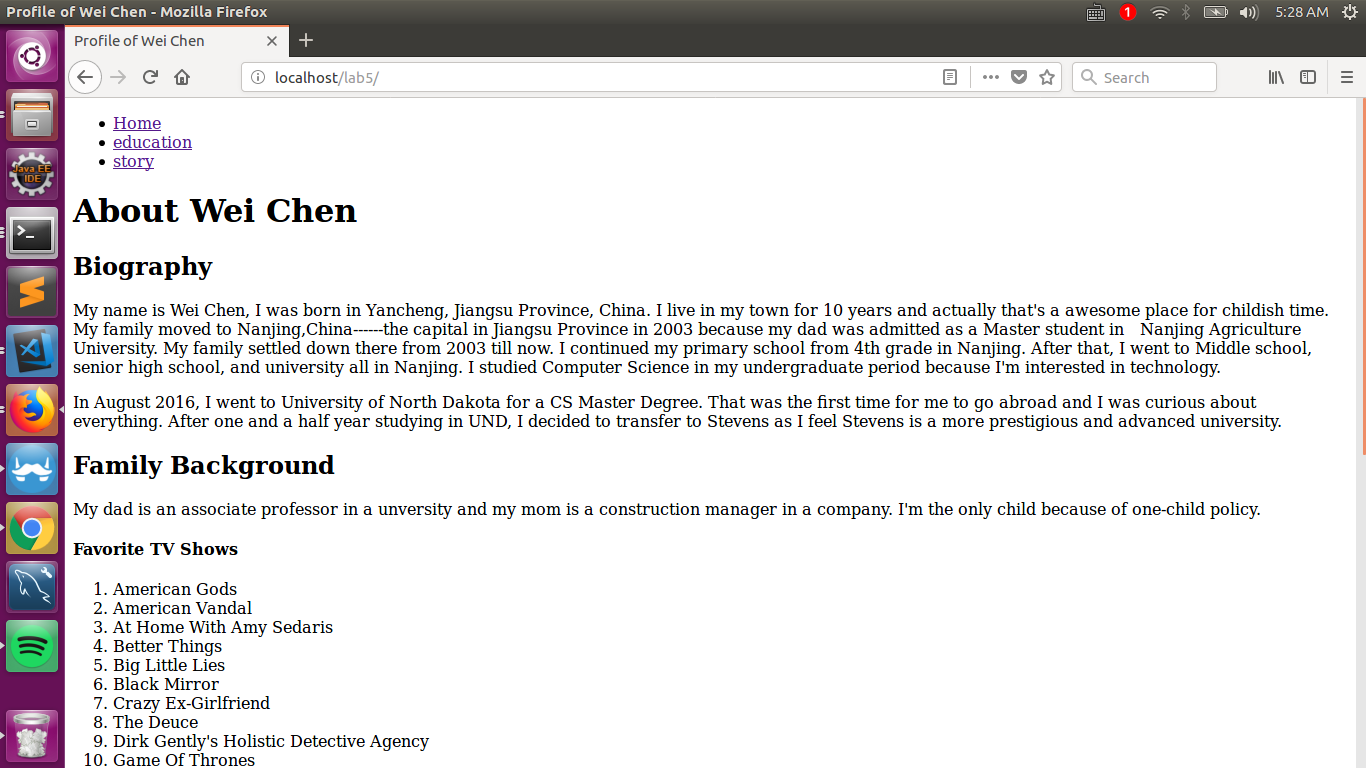 Profile of Wei Chen - Mozilla Firefox
1
5:28 AM
Profile of Wei Chen
localhost/lab5/
Search
Java EE
IDE
Home
education
story
About Wei Chen
Biography
My name is Wei Chen, I was born in Yancheng, Jiangsu Province, China. I live in my town for 10 years and actually that's a awesome place for childish time.
My family moved to Nanjing,China------the capital in Jiangsu Province in 2003 because my dad was admitted as a Master student in   Nanjing Agriculture
University. My family settled down there from 2003 till now. I continued my primary school from 4th grade in Nanjing. After that, I went to Middle school,
senior high school, and university all in Nanjing. I studied Computer Science in my undergraduate period because I'm interested in technology.
In August 2016, I went to University of North Dakota for a CS Master Degree. That was the first time for me to go abroad and I was curious about
everything. After one and a half year studying in UND, I decided to transfer to Stevens as I feel Stevens is a more prestigious and advanced university.
Family Background
My dad is an associate professor in a unversity and my mom is a construction manager in a company. I'm the only child because of one-child policy.
Favorite TV Shows
1. American Gods
2. American Vandal
3. At Home With Amy Sedaris
4. Better Things
5. Big Little Lies
6. Black Mirror
7. Crazy Ex-Girlfriend
8. The Deuce
9. Dirk Gently's Holistic Detective Agency
10. Game Of Thrones